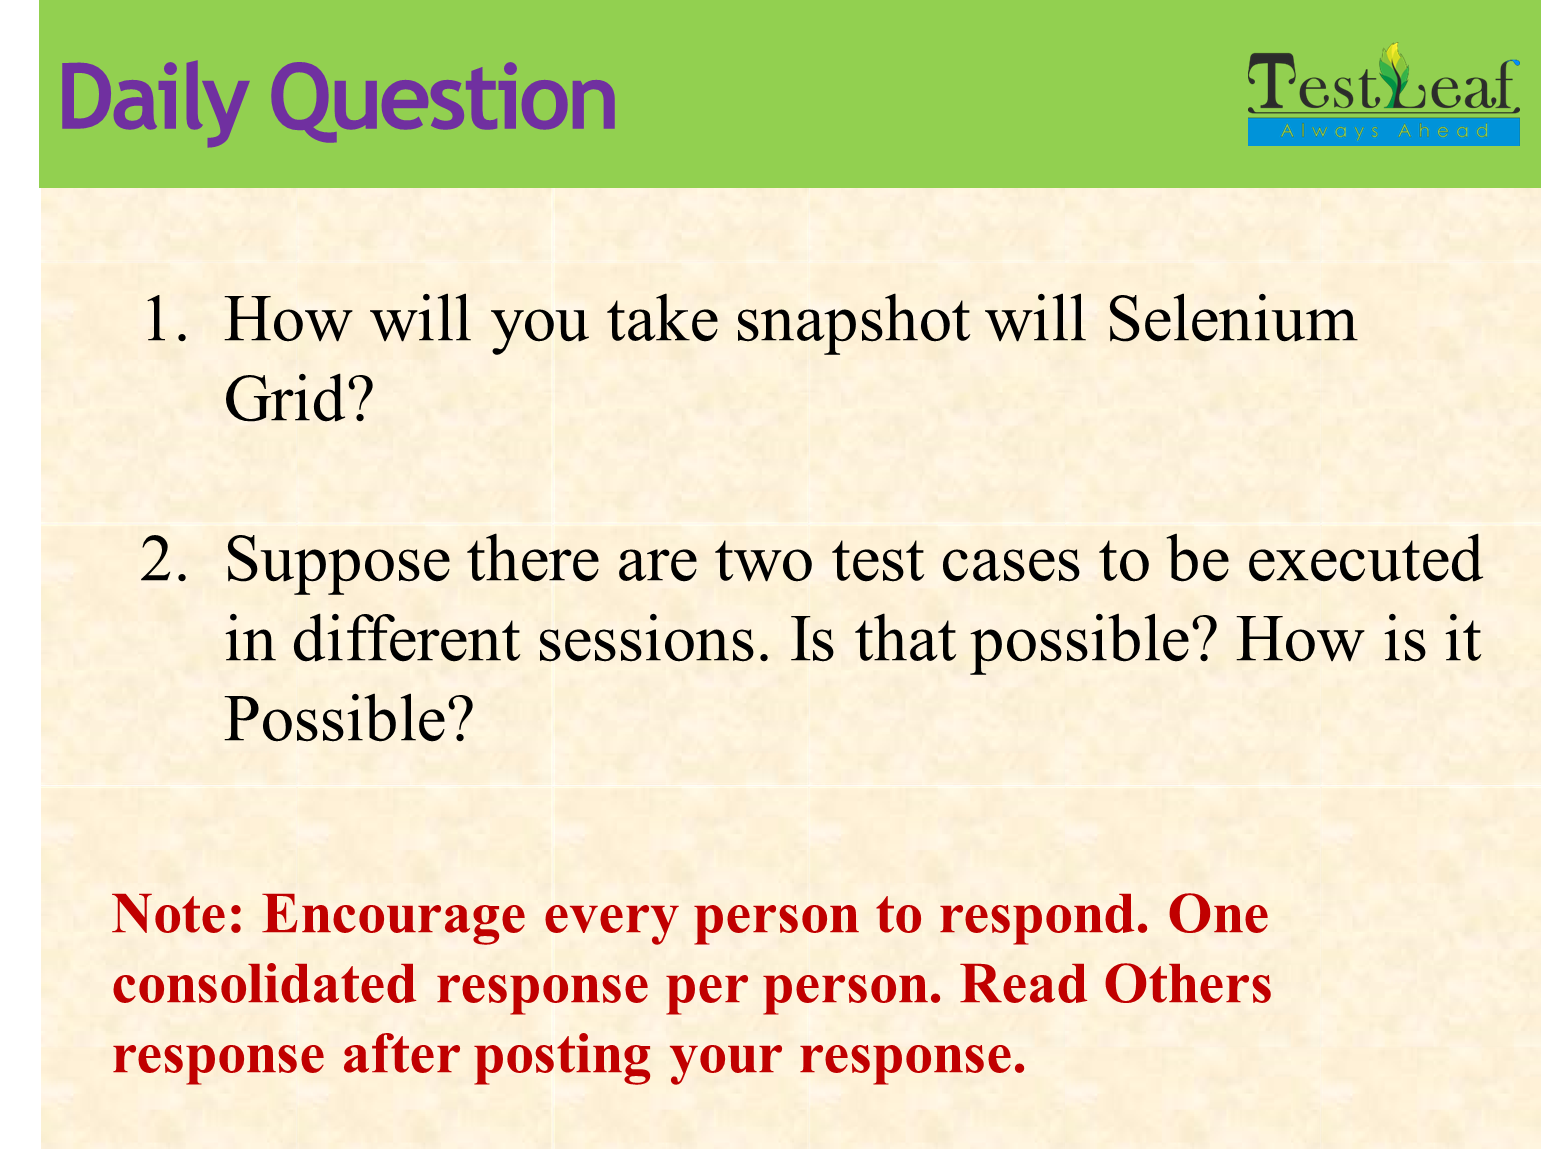 Daily Question
TestLeaf
Always Ahead
1. How will you take snapshot will Selenium
Grid?
2. Suppose there are two test cases to be executed
in different sessions. Is that possible? How is it
Possible?
Note: Encourage every person to respond. One
consolidated response per person. Read Others
response after posting your response.